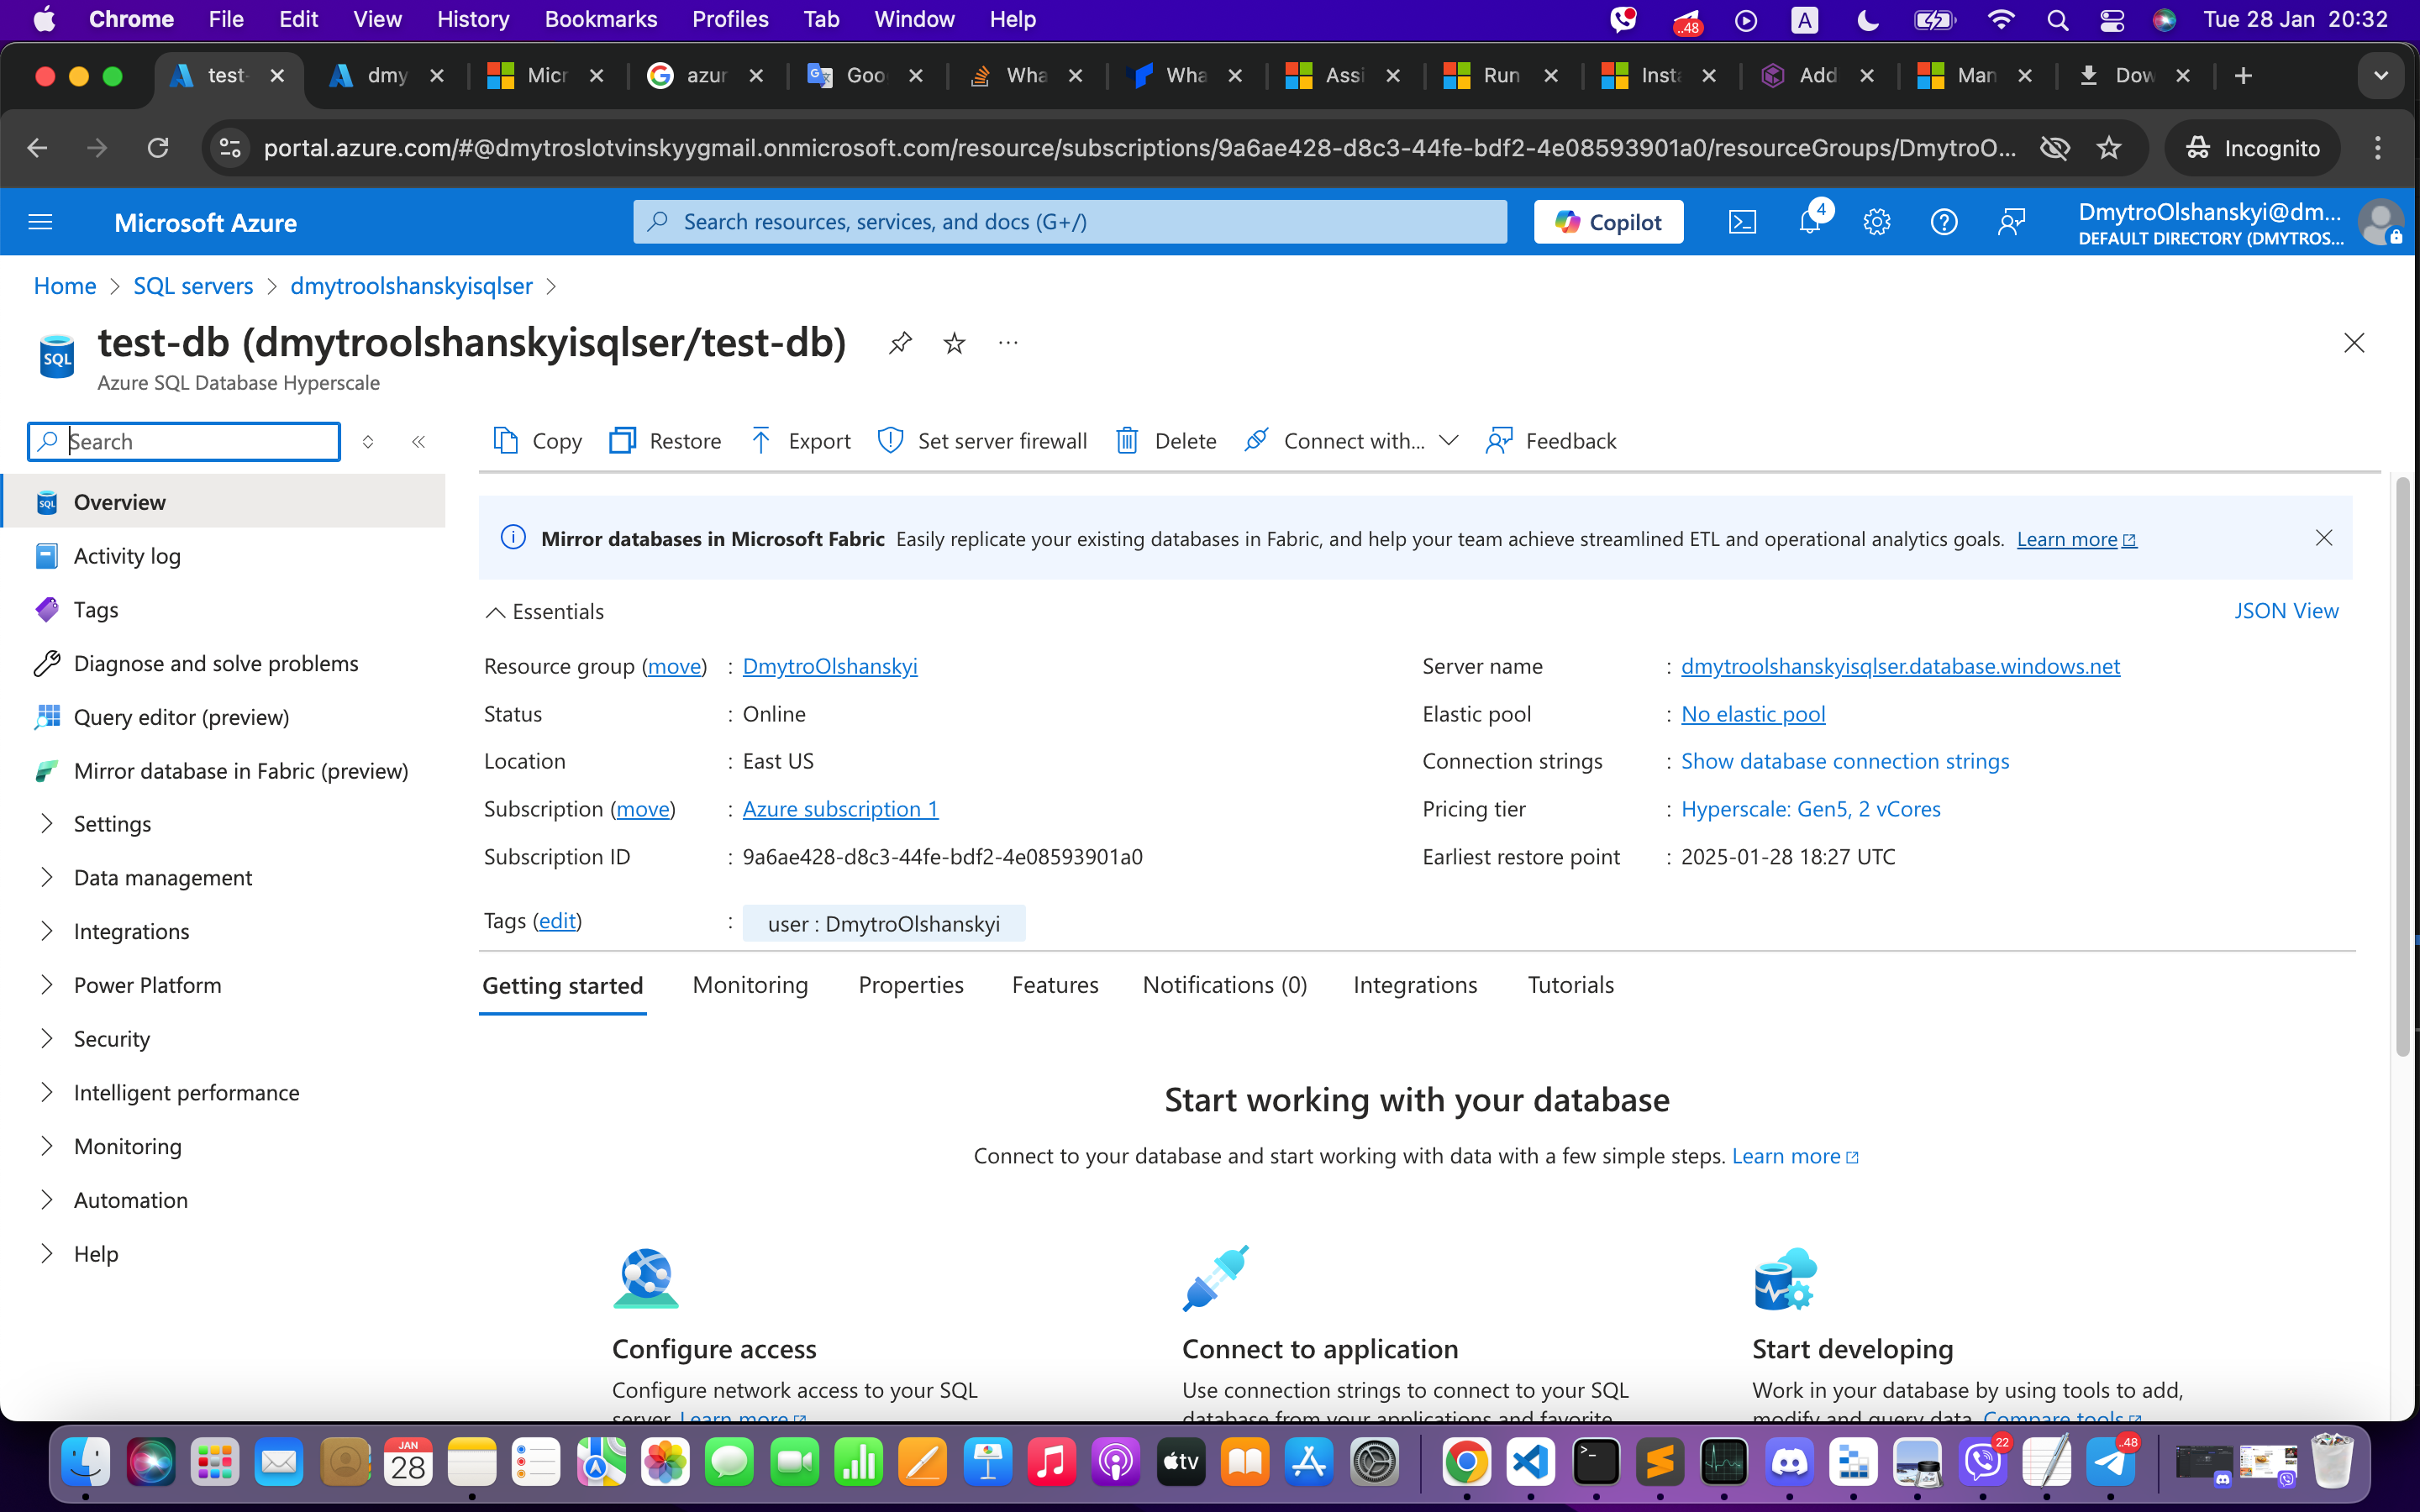 Chrome File Edit View History Bookmarks Profiles Tab Window Help ..48 A Tue 28 Jan 20:32
test- dmy Micr azur Goo Wha Wha Assi Run Insta Add Man Dow
portal.azure.com/#@dmytroslotvinskyygmail.onmicrosoft.com/resource/subscriptions/9a6ae428-d8c3-44fe-bdf2-4e08593901a0/resourceGroups/DmytroO... Incognito
Microsoft Azure Search resources, services, and docs (G+/) Copilot 4 DmytroOlshanskyi@dm...
DEFAULT DIRECTORY (DMYTROS...
Home > SQL servers > dmytroolshanskyisqlser >
SQL test-db (dmytroolshanskyisqlser/test-db) ...
Azure SQL Database Hyperscale
Search
Copy Restore Export Set server firewall Delete Connect with... Feedback
SQL Overview
Activity log
Tags
Diagnose and solve problems
Query editor (preview)
Mirror database in Fabric (preview)
Settings
Data management
Integrations
Power Platform
Security
Intelligent performance
Monitoring
Automation
Help
Mirror databases in Microsoft Fabric Easily replicate your existing databases in Fabric, and help your team achieve streamlined ETL and operational analytics goals. Learn more
Essentials JSON View
Resource group (move) : DmytroOlshanskyi
Status : Online
Location : East US
Subscription (move) : Azure subscription 1
Subscription ID : 9a6ae428-d8c3-44fe-bdf2-4e08593901a0
Server name : dmytroolshanskyisqlser.database.windows.net
Elastic pool : No elastic pool
Connection strings : Show database connection strings
Pricing tier : Hyperscale: Gen5, 2 vCores
Earliest restore point : 2025-01-28 18:27 UTC
Tags (edit) : user : DmytroOlshanskyi
Getting started Monitoring Properties Features Notifications (0) Integrations Tutorials
Start working with your database
Connect to your database and start working with data with a few simple steps. Learn more
Configure access
Configure network access to your SQL
server. Learn more
Connect to application
Use connection strings to connect to your SQL
database from your applications and favorite
Start developing
Work in your database by using tools to add,
modify and query data. Compare tools
JAN
28
tv
22
..48